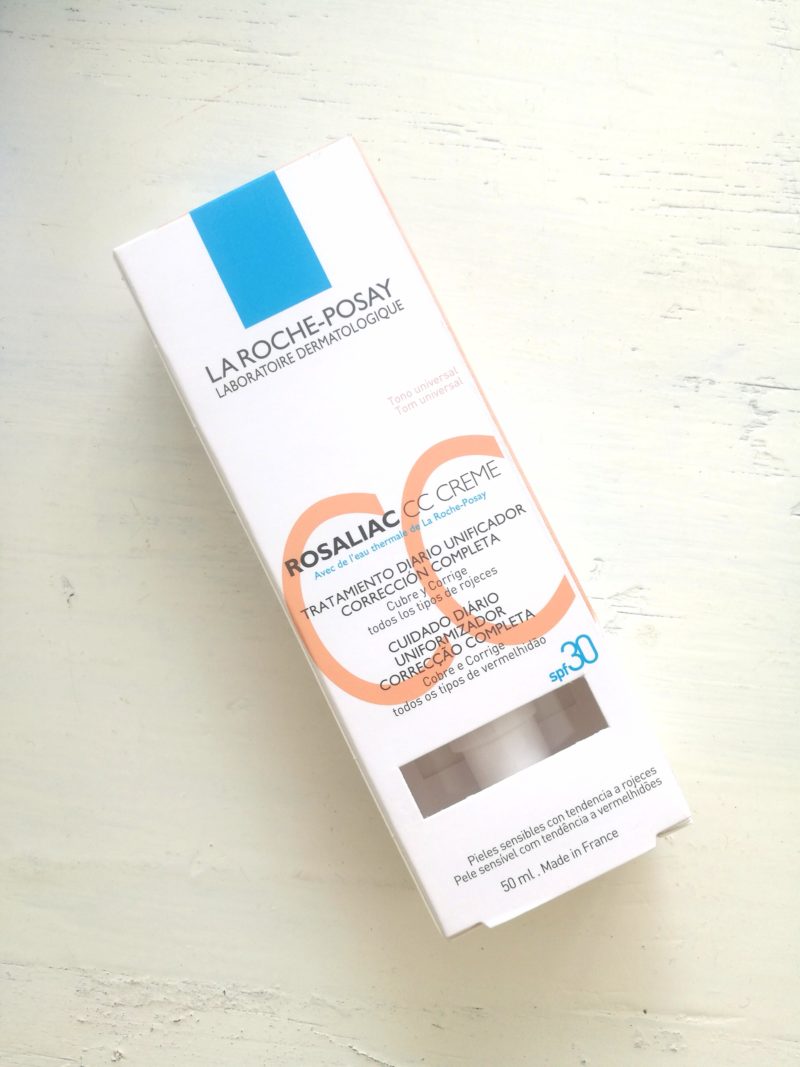 LA ROCHE-POSAY
LABORATOIRE DERMATOLOGIQUE
Tono universal
Tom universal
CC
ROSALIAC CC CREME
Avec de l'eau thermale de La Roche-Posay
TRATAMIENTO DIARIO UNIFICADOR
CORRECCIÓN COMPLETA
Cubre y Corrige
todos los tipos de rojeces
CUIDADO DIÁRIO
UNIFORMIZADOR
CORRECÇÃO COMPLETA
Cobre e Corrige
todos os tipos de vermelhidão
spf30
Pieles sensibles con tendencia a rojeces
Pele sensível com tendência a vermelhidões
50 ml . Made in France